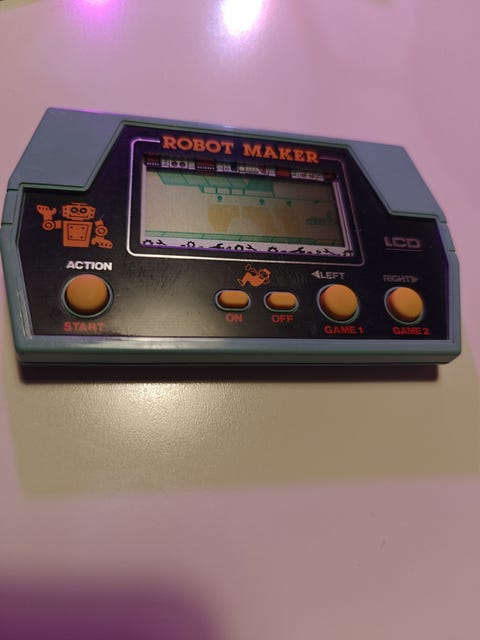 ROBOT MAKER
LCD
ACTION
START
ON
OFF
◀LEFT
GAME 1
RIGHT▶
GAME 2